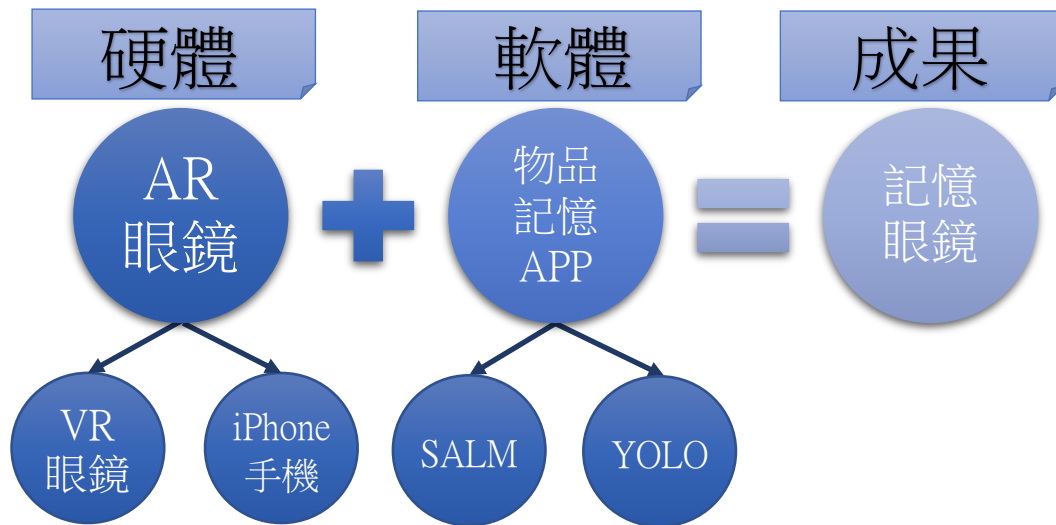 硬體
軟體
成果
AR
眼鏡
物品
記憶
APP
記憶
眼鏡
VR
眼鏡
iPhone
手機
SALM
YOLO